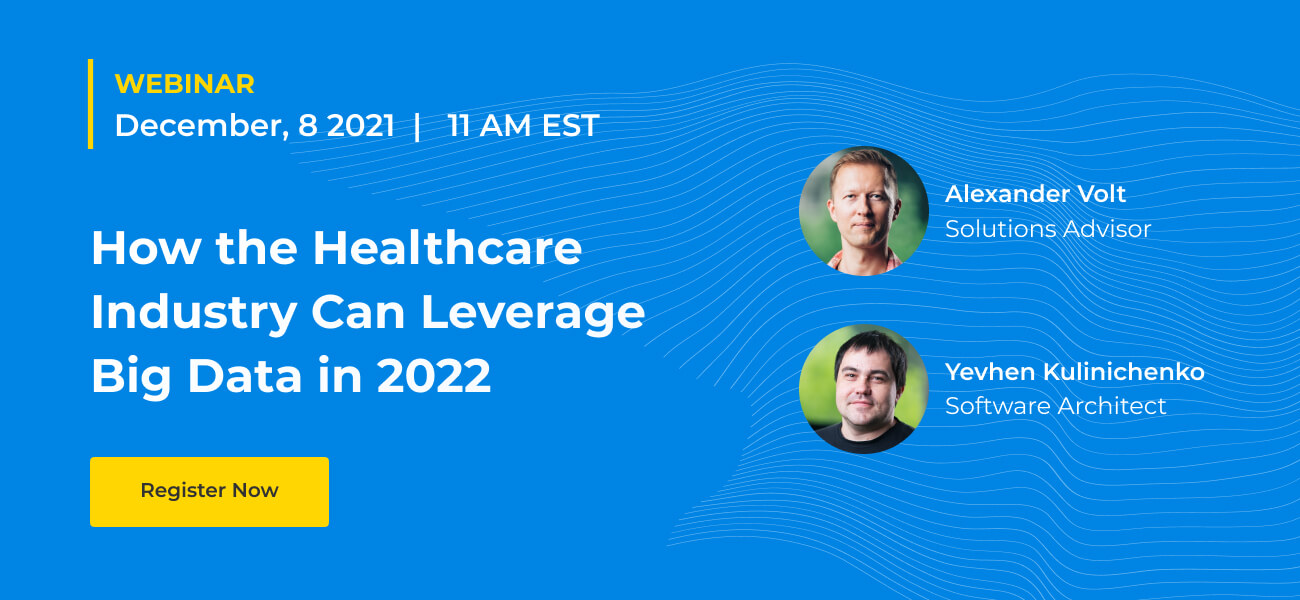 WEBINAR
December, 8 2021 | 11 AM EST
How the Healthcare
Industry Can Leverage
Big Data in 2022
Register Now
Alexander Volt
Solutions Advisor
Yevhen Kulinichenko
Software Architect